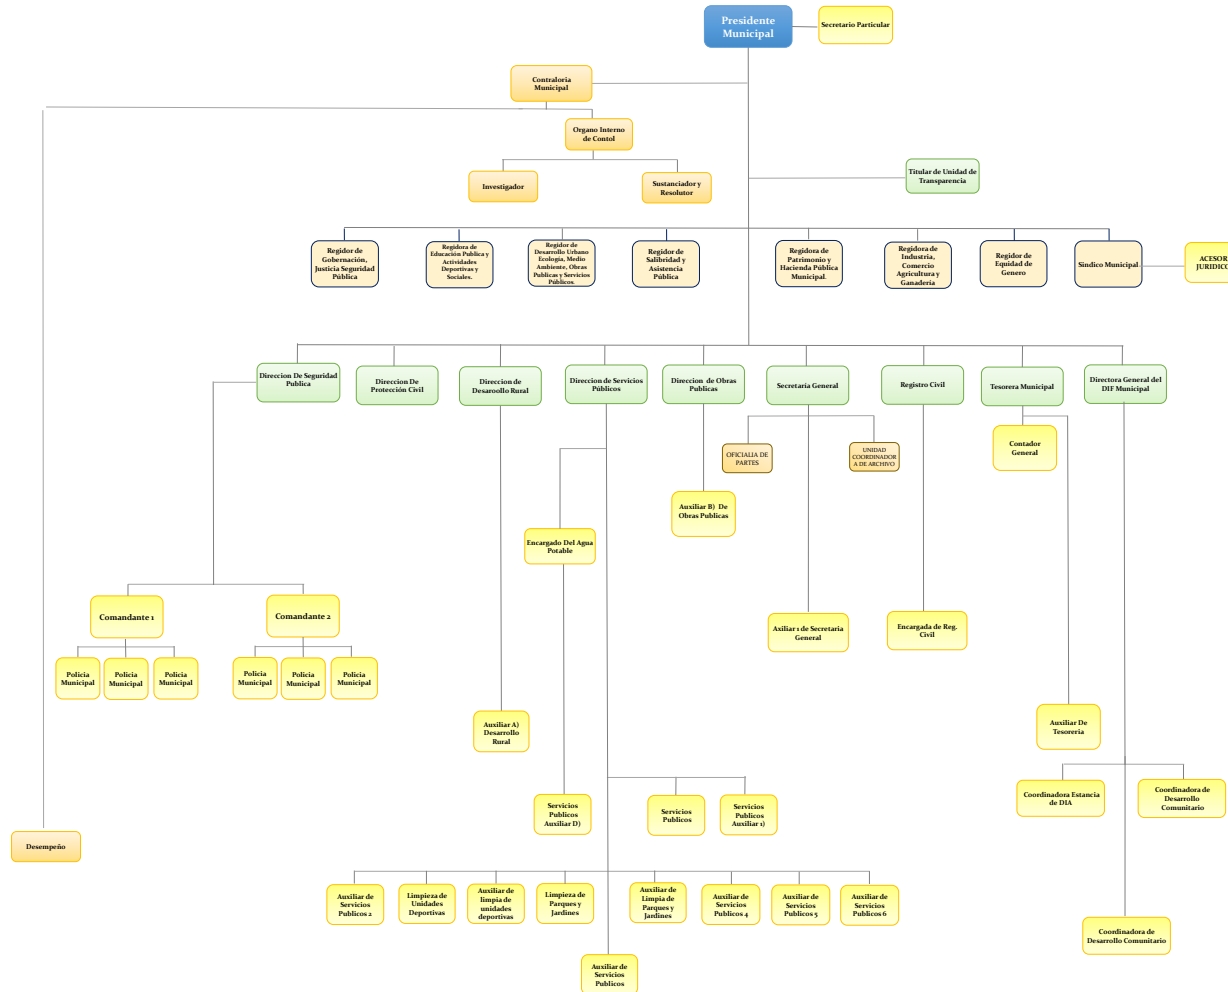 Presidente
Municipal
Secretario Particular
Contraloria
Municipal
Organo Interno
de Contol
Investigador
Sustanciador y
Resolutor
Titular de Unidad de
Transparencia
Regidor de
Gobernación,
Justicia Seguridad
Pública
Regidora de
Educación Publica y
Actividades
Deportivas y
Sociales.
Regidor de
Desarrollo Urbano
Ecología, Medio
Ambiente, Obras
Publicas y Servicios
Públicos.
Regidor de
Salibridad y
Asistencia
Pública
Regidora de
Patrimonio y
Hacienda Pública
Municipal.
Regidora de
Industria,
Comercio
Agricultura y
Ganadería
Regidor de
Equidad de
Genero
Sindico Municipal.
ACESOR
JURIDICO
Direccion De Seguridad
Publica
Direccion De
Protección Civil
Direccion de
Desaroollo Rural
Direccion de Servicios
Públicos
Direccion de Obras
Publicas
Secretaria General
Registro Civil
Tesorera Municipal
Directora General del
DIF Municipal
OFICIALIA DE
PARTES
UNIDAD
COORDINADOR
A DE ARCHIVO
Contador
General
Auxiliar B) De
Obras Publicas
Encargado Del Agua
Potable
Comandante 1
Comandante 2
Axiliar 1 de Secretaria
General
Encargada de Reg.
Civil
Policia
Municipal
Policia
Municipal
Policia
Municipal
Policia
Municipal
Policia
Municipal
Policia
Municipal
Auxiliar A)
Desarrollo
Rural
Auxiliar De
Tesoreria
Coordinadora Estancia
de DIA
Coordinadora de
Desarrollo
Comunitario
Servicios
Publicos
Auxiliar D)
Servicios
Publicos
Servicios
Publicos
Auxiliar 1)
Desempeño
Auxiliar de
Servicios
Publicos 2
Limpieza de
Unidades
Deportivas
Auxiliar de
limpia de
unidades
deportivas
Limpieza de
Parques y
Jardines
Auxiliar de
Limpia de
Parques y
Jardines
Auxiliar de
Servicios
Publicos 4
Auxiliar de
Servicios
Publicos 5
Auxiliar de
Servicios
Publicos 6
Coordinadora de
Desarrollo Comunitario
Auxiliar de
Servicios
Publicos